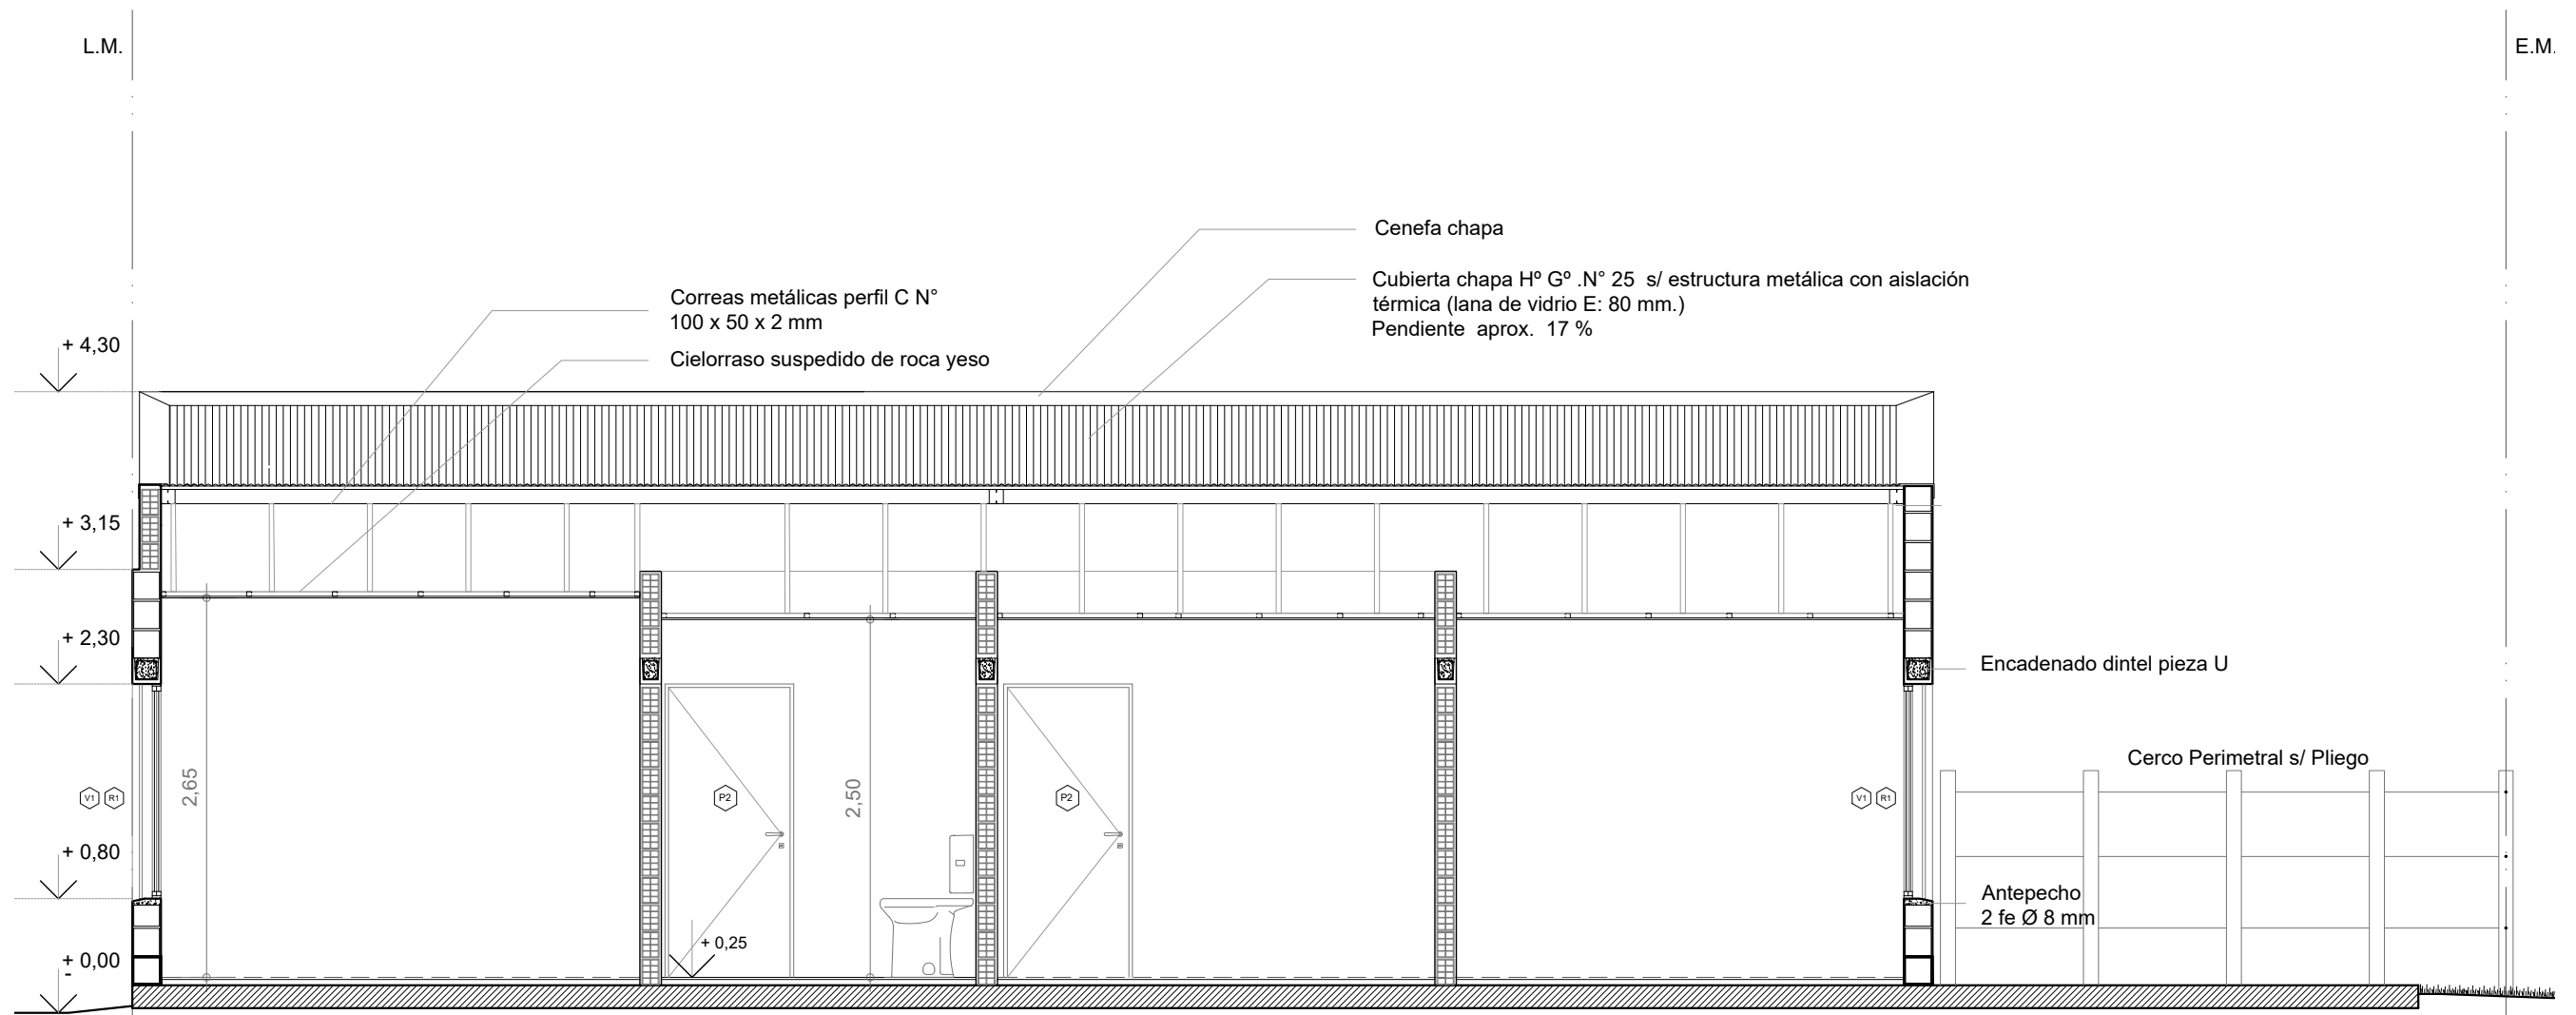 L.M.
E.M.
Cenefa chapa
Cubierta chapa Hº Gº .N° 25 s/ estructura metálica con aislación
térmica (lana de vidrio E: 80 mm.)
Pendiente aprox. 17 %
Correas metálicas perfil C N°
100 x 50 x 2 mm
Cielorraso suspedido de roca yeso
+ 4,30
+ 3,15
+ 2,30
Encadenado dintel pieza U
Cerco Perimetral s/ Pliego
V1 R1
2,65
P2
2,50
P2
V1 R1
+ 0,80
Antepecho
2 fe Ø 8 mm
+ 0,25
+ 0,00
-